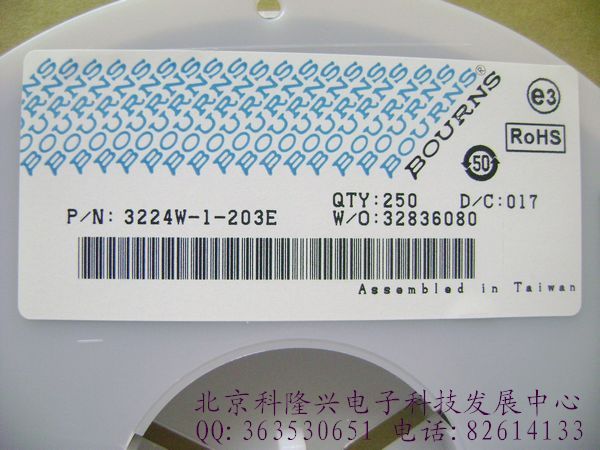 BOURNS®
e3
RoHS
50
QTY:250 D/C:017
P/N: 3224W-1-203E W/O:32836080
Assembled in Taiwan
北京科隆兴电子科技发展中心
QQ: 363530651 电话: 82614133